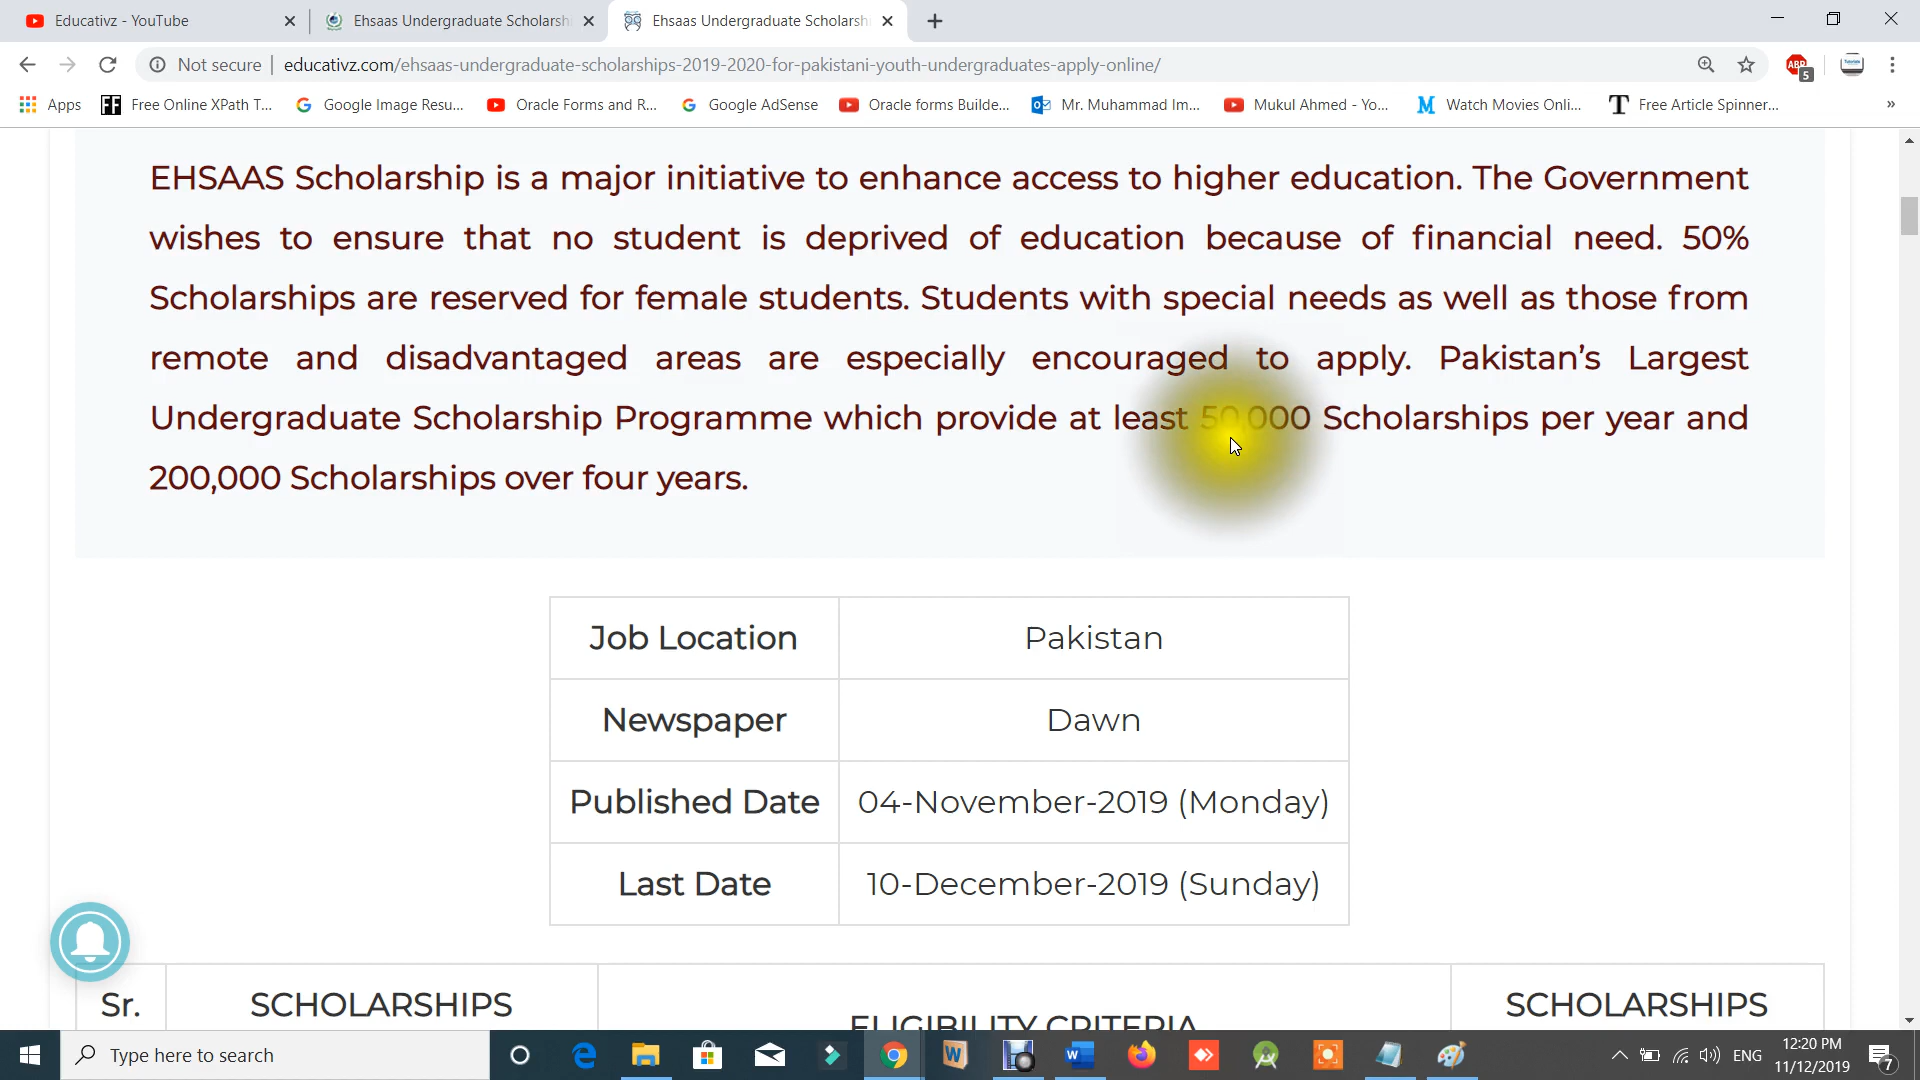 Educativz - YouTube
Ehsaas Undergraduate Scholarsh
Ehsaas Undergraduate Scholarsh
Not secure | educativz.com/ehsaas-undergraduate-scholarships-2019-2020-for-pakistani-youth-undergraduates-apply-online/
ABP
5
Apps
Free Online XPath T...
Google Image Resu...
Oracle Forms and R...
Google AdSense
Oracle forms Builde...
Mr. Muhammad Im...
Mukul Ahmed - Yo...
Watch Movies Onli...
Free Article Spinner...
»
EHSAAS Scholarship is a major initiative to enhance access to higher education. The Government
wishes to ensure that no student is deprived of education because of financial need. 50%
Scholarships are reserved for female students. Students with special needs as well as those from
remote and disadvantaged areas are especially encouraged to apply. Pakistan’s Largest
Undergraduate Scholarship Programme which provide at least 50,000 Scholarships per year and
200,000 Scholarships over four years.
Job Location Pakistan
Newspaper Dawn
Published Date 04-November-2019 (Monday)
Last Date 10-December-2019 (Sunday)
Sr. SCHOLARSHIPS ELIGIBILITY CRITERIA SCHOLARSHIPS
Type here to search
ENG
12:20 PM
11/12/2019
7